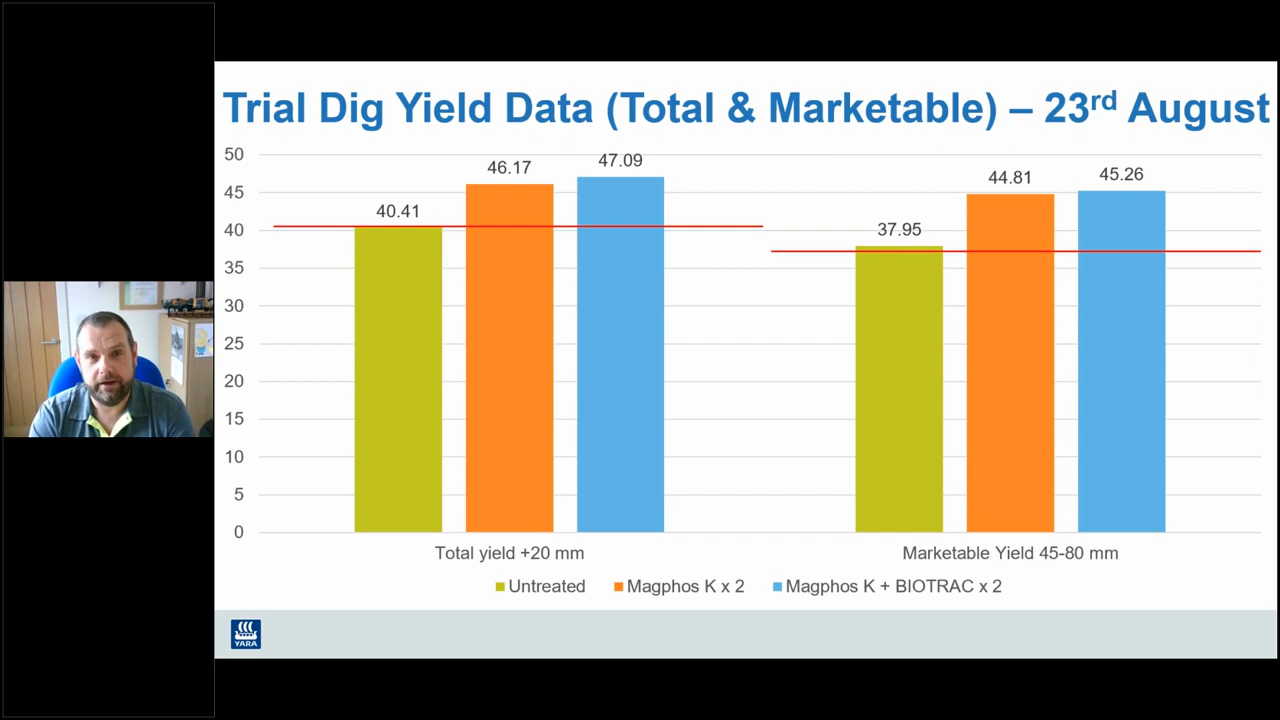 Trial Dig Yield Data (Total & Marketable) – 23rd August
50
45
40
35
30
25
20
15
10
5
0
40.41
46.17
47.09
37.95
44.81
45.26
Total yield +20 mm
Marketable Yield 45-80 mm
Untreated
Magphos K x 2
Magphos K + BIOTRAC x 2
YARA